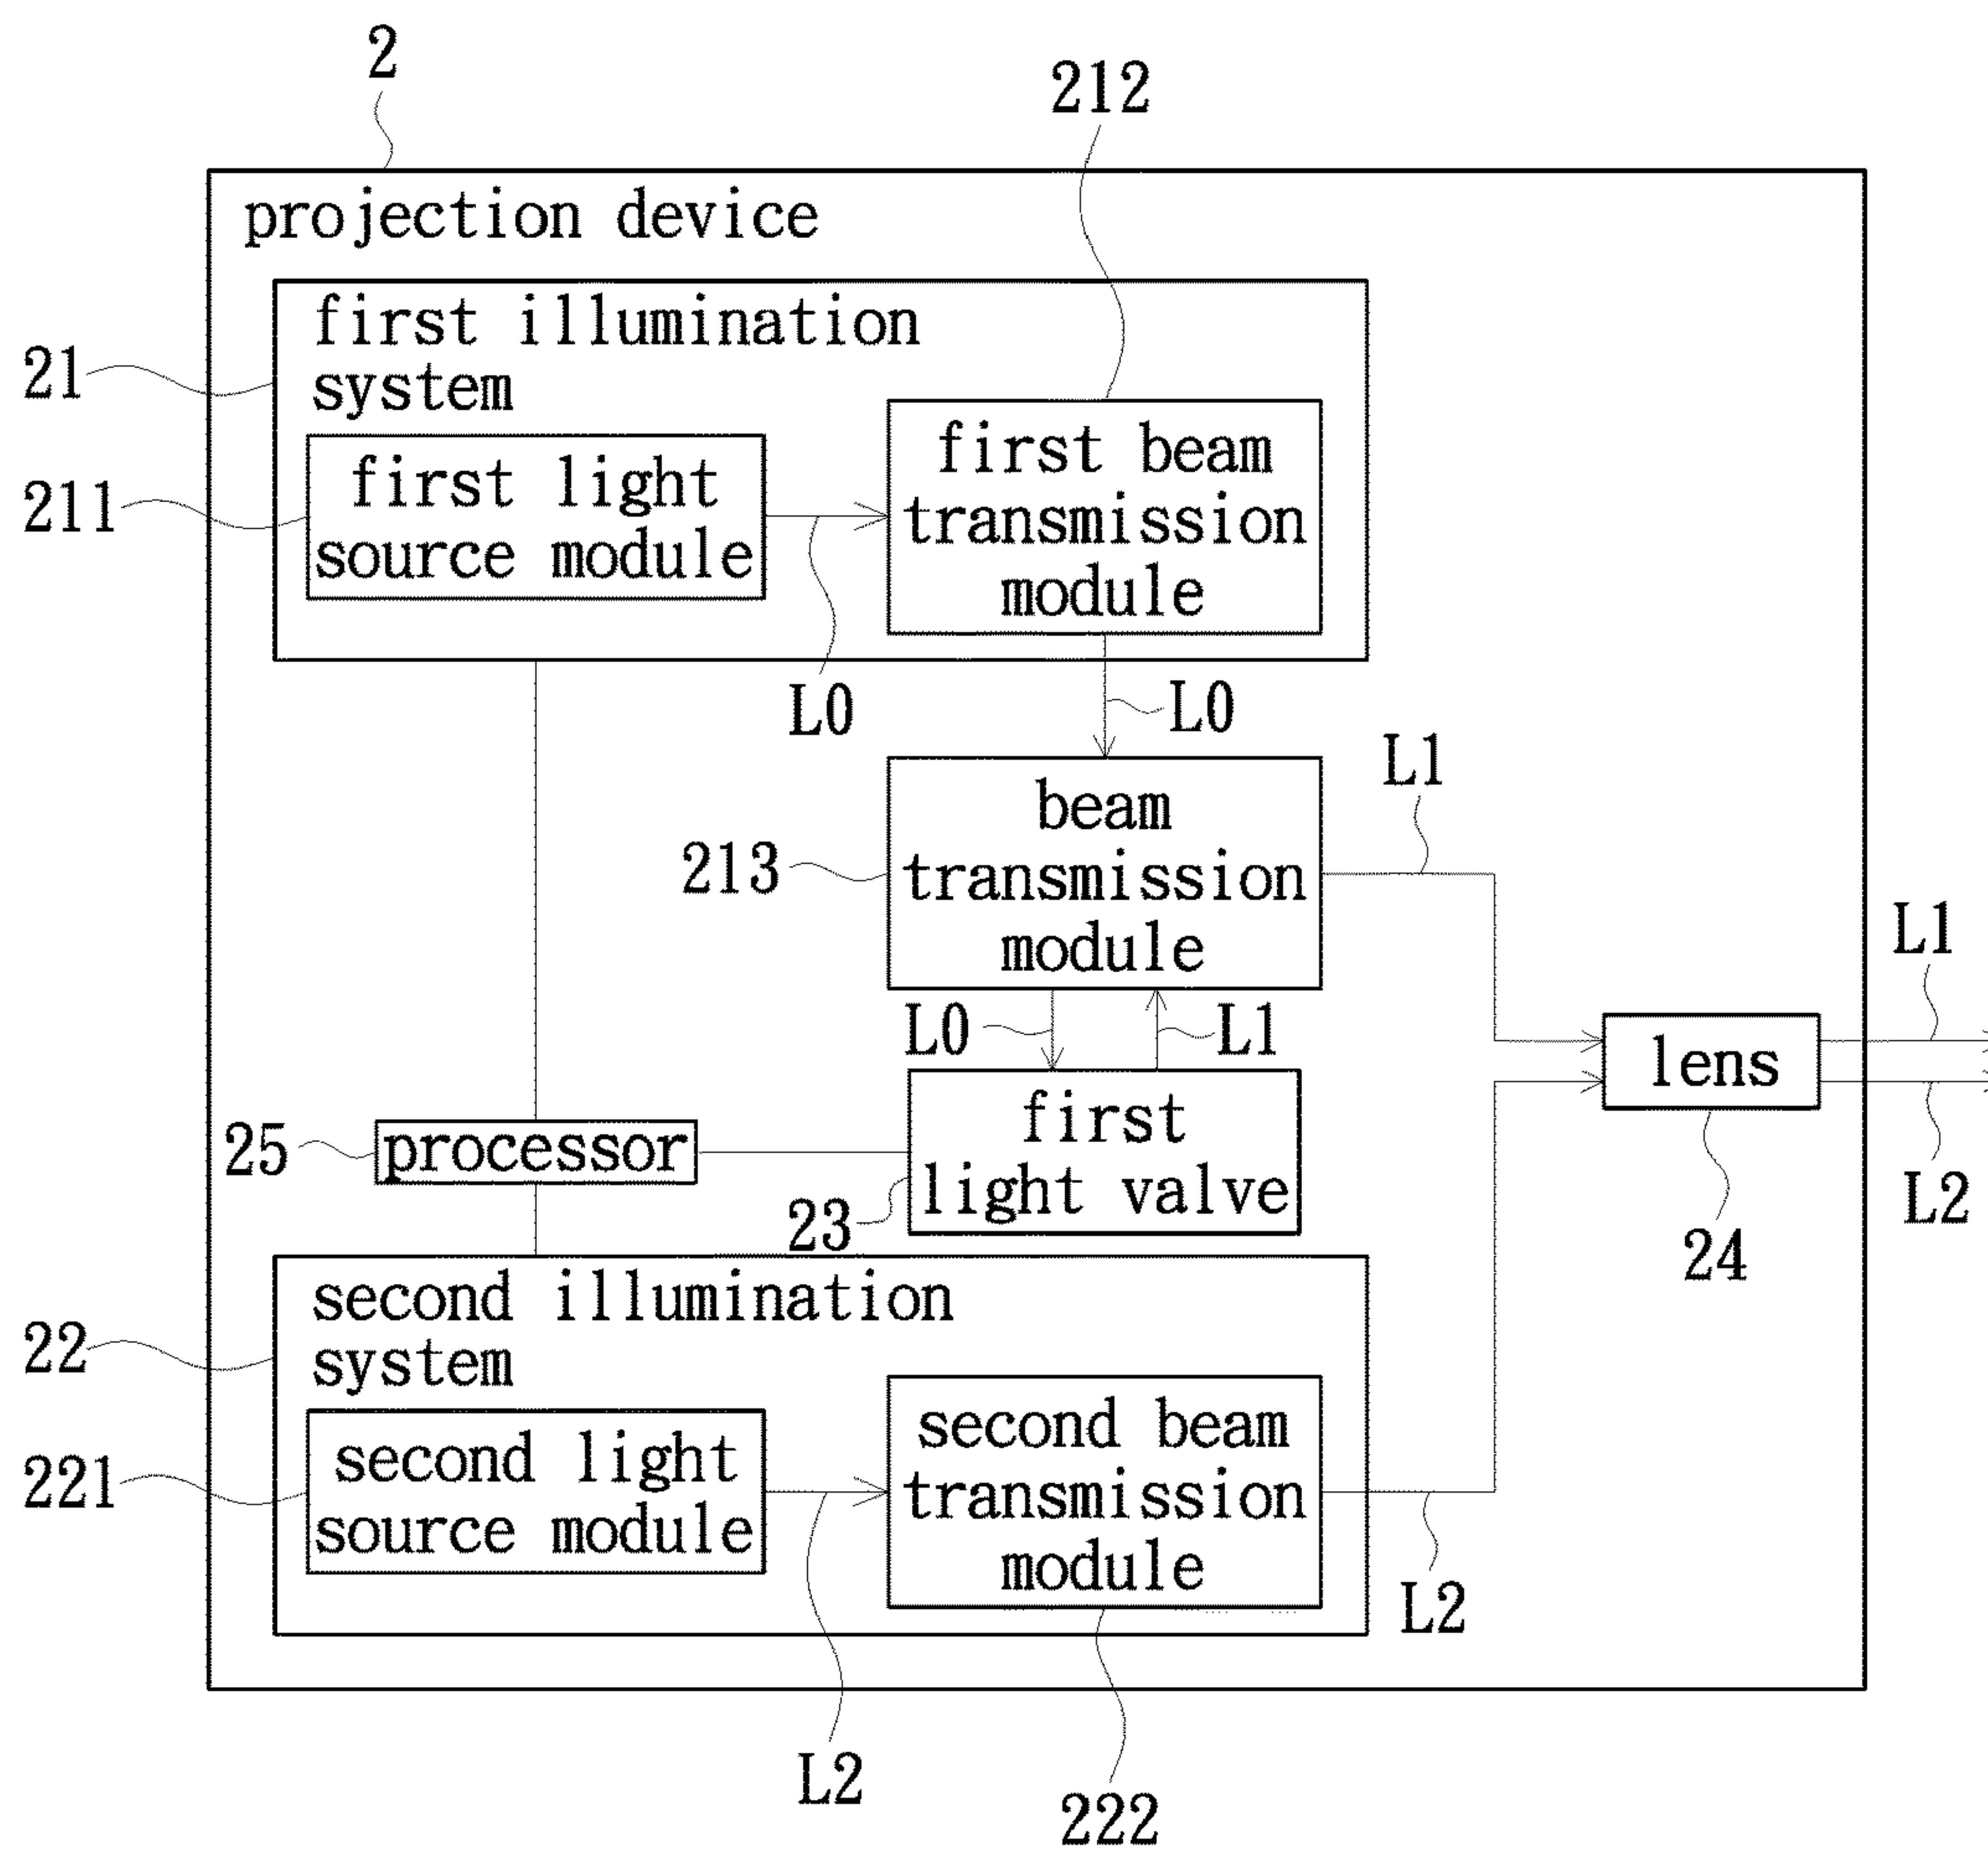 2
212
projection device
first illumination
system
21
first beam
transmission
module
first light
source module
211
L0
L0
L1
beam
transmission
module
213
L1
L0
L1
lens
first
light valve
processor
25
23
L2
24
second illumination
system
22
second beam
transmission
module
second light
source module
221
L2
L2
222